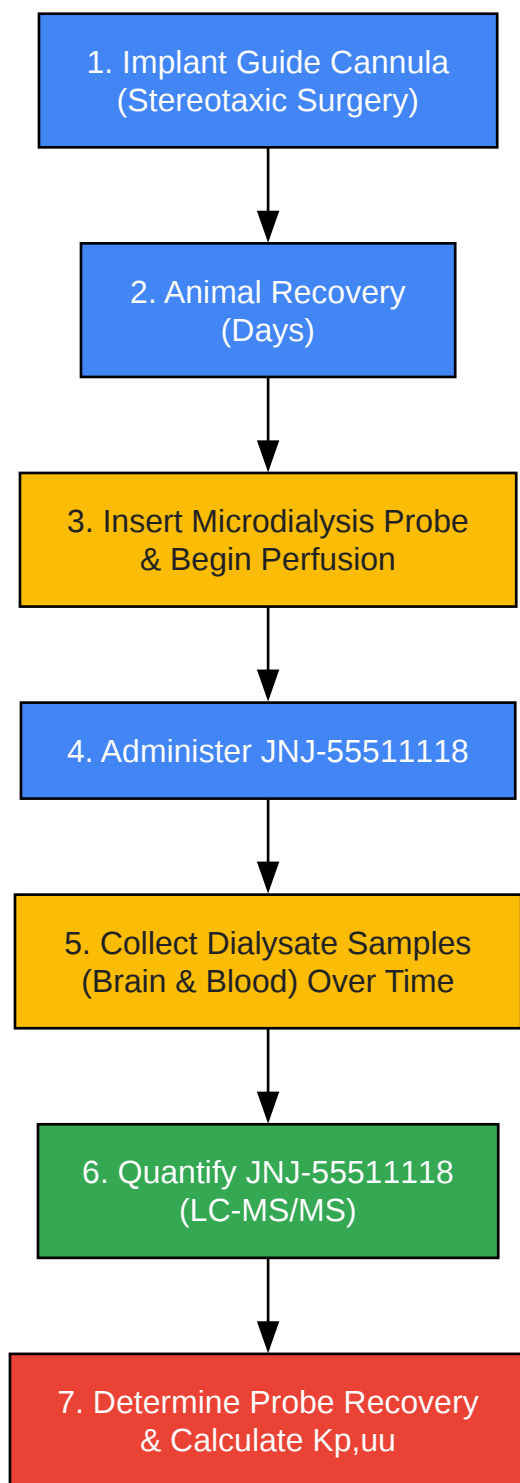 1. Implant Guide Cannula
(Stereotaxic Surgery)
2. Animal Recovery
(Days)
3. Insert Microdialysis Probe
& Begin Perfusion
4. Administer JNJ-55511118
5. Collect Dialysate Samples
(Brain & Blood) Over Time
6. Quantify JNJ-55511118
(LC-MS/MS)
7. Determine Probe Recovery
& Calculate Kp,uu